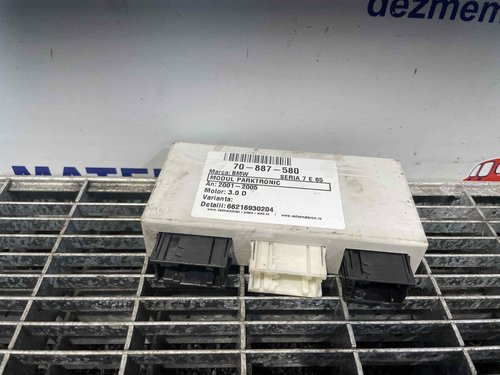 dezmem
70-887-580
Marca: BMW SERIA 7 E 65
MODUL PARKTRONIC
An: 2001-2005
Motor: 3.0 D
Varianta:
Detalii: 66216930204
MATE